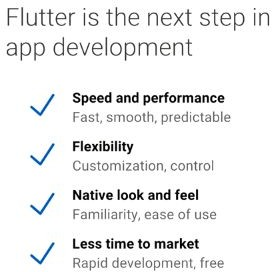 Flutter is the next step in
app development
Speed and performance
Fast, smooth, predictable
Flexibility
Customization, control
Native look and feel
Familiarity, ease of use
Less time to market
Rapid development, free